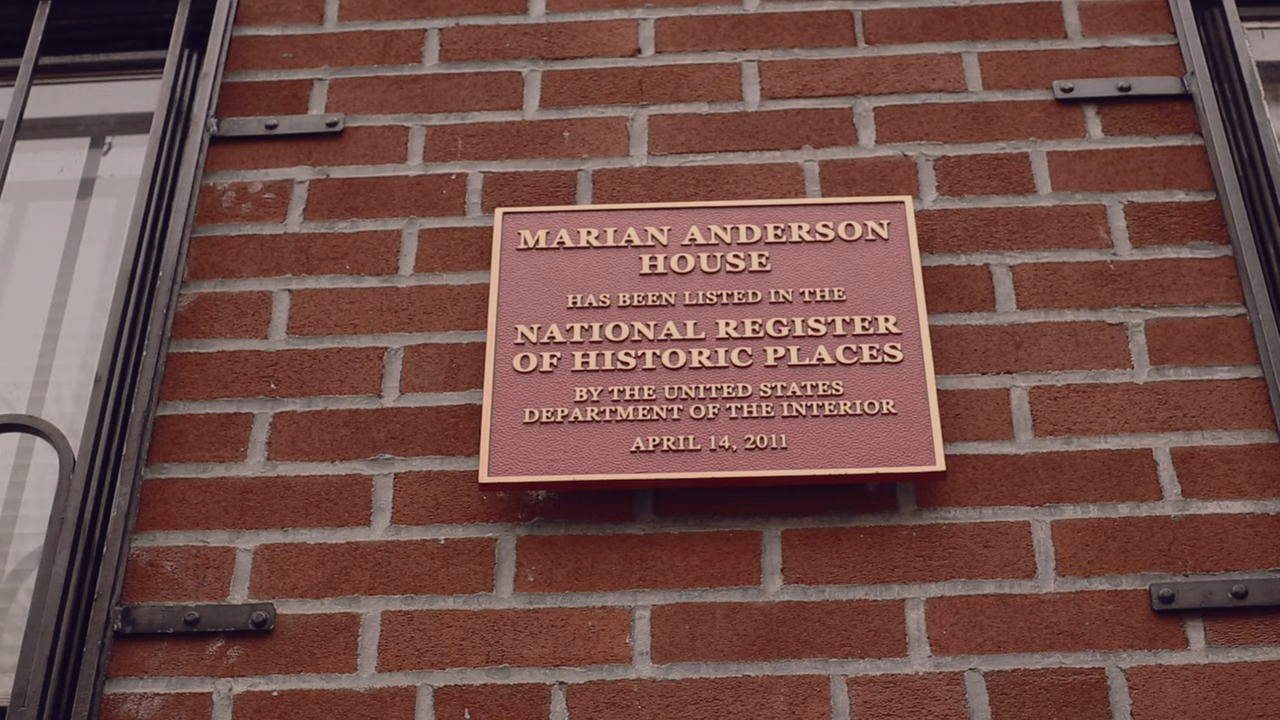 MARIAN ANDERSON
HOUSE
HAS BEEN LISTED IN THE
NATIONAL REGISTER
OF HISTORIC PLACES
BY THE UNITED STATES
DEPARTMENT OF THE INTERIOR
APRIL 14, 2011